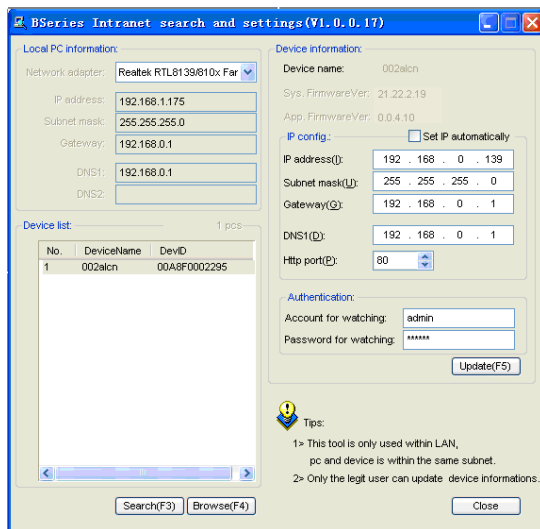 BSeries Intranet search and settings(V1.0.0.17)
Local PC information:
Network adapter: Realtek RTL8139/810x Far
IP address: 192.168.1.175
Subnet mask: 255.255.255.0
Gateway: 192.168.0.1
DNS1: 192.168.0.1
DNS2:
Device list: 1 pcs
No. DeviceName DevID
1 002alcn 00A8F0002295
Search(F3) Browse(F4)
Device information:
Device name: 002alcn
Sys. FirmwareVer: 21.22.2.19
App. FirmwareVer: 0.0.4.10
IP config.: Set IP automatically
IP address(I): 192 . 168 . 0 . 139
Subnet mask(U): 255 . 255 . 255 . 0
Gateway(G): 192 . 168 . 0 . 1
DNS1(D): 192 . 168 . 0 . 1
Http port(P): 80
Authentication:
Account for watching: admin
Password for watching: ******
Update(F5)
Tips:
1> This tool is only used within LAN,
pc and device is within the same subnet.
2> Only the legit user can update device informations.
Close